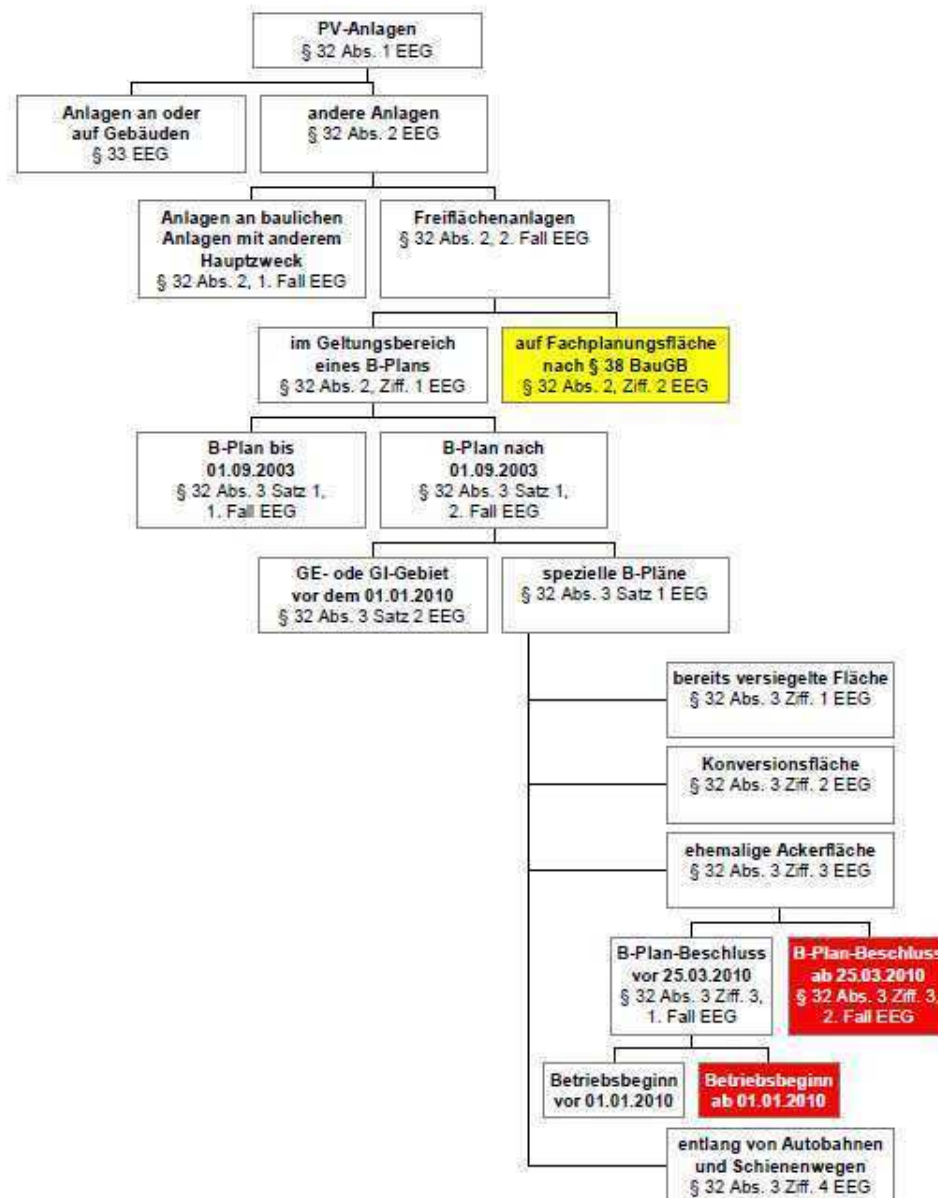 PV-Anlagen
§ 32 Abs. 1 EEG
Anlagen an oder
auf Gebäuden
§ 33 EEG
andere Anlagen
§ 32 Abs. 2 EEG
Anlagen an baulichen
Anlagen mit anderem
Hauptzweck
§ 32 Abs. 2, 1. Fall EEG
Freiflächenanlagen
§ 32 Abs. 2, 2. Fall EEG
im Geltungsbereich
eines B-Plans
§ 32 Abs. 2, Ziff. 1 EEG
auf Fachplanungsfläche
nach § 38 BauGB
§ 32 Abs. 2, Ziff. 2 EEG
B-Plan bis
01.09.2003
§ 32 Abs. 3 Satz 1,
1. Fall EEG
B-Plan nach
01.09.2003
§ 32 Abs. 3 Satz 1,
2. Fall EEG
GE- ode GI-Gebiet
vor dem 01.01.2010
§ 32 Abs. 3 Satz 2 EEG
spezielle B-Pläne
§ 32 Abs. 3 Satz 1 EEG
bereits versiegelte Fläche
§ 32 Abs. 3 Ziff. 1 EEG
Konversionsfläche
§ 32 Abs. 3 Ziff. 2 EEG
ehemalige Ackerfläche
§ 32 Abs. 3 Ziff. 3 EEG
B-Plan-Beschluss
vor 25.03.2010
§ 32 Abs. 3 Ziff. 3,
1. Fall EEG
B-Plan-Beschluss
ab 25.03.2010
§ 32 Abs. 3 Ziff. 3,
2. Fall EEG
Betriebsbeginn
vor 01.01.2010
Betriebsbeginn
ab 01.01.2010
entlang von Autobahnen
und Schienenwegen
§ 32 Abs. 3 Ziff. 4 EEG